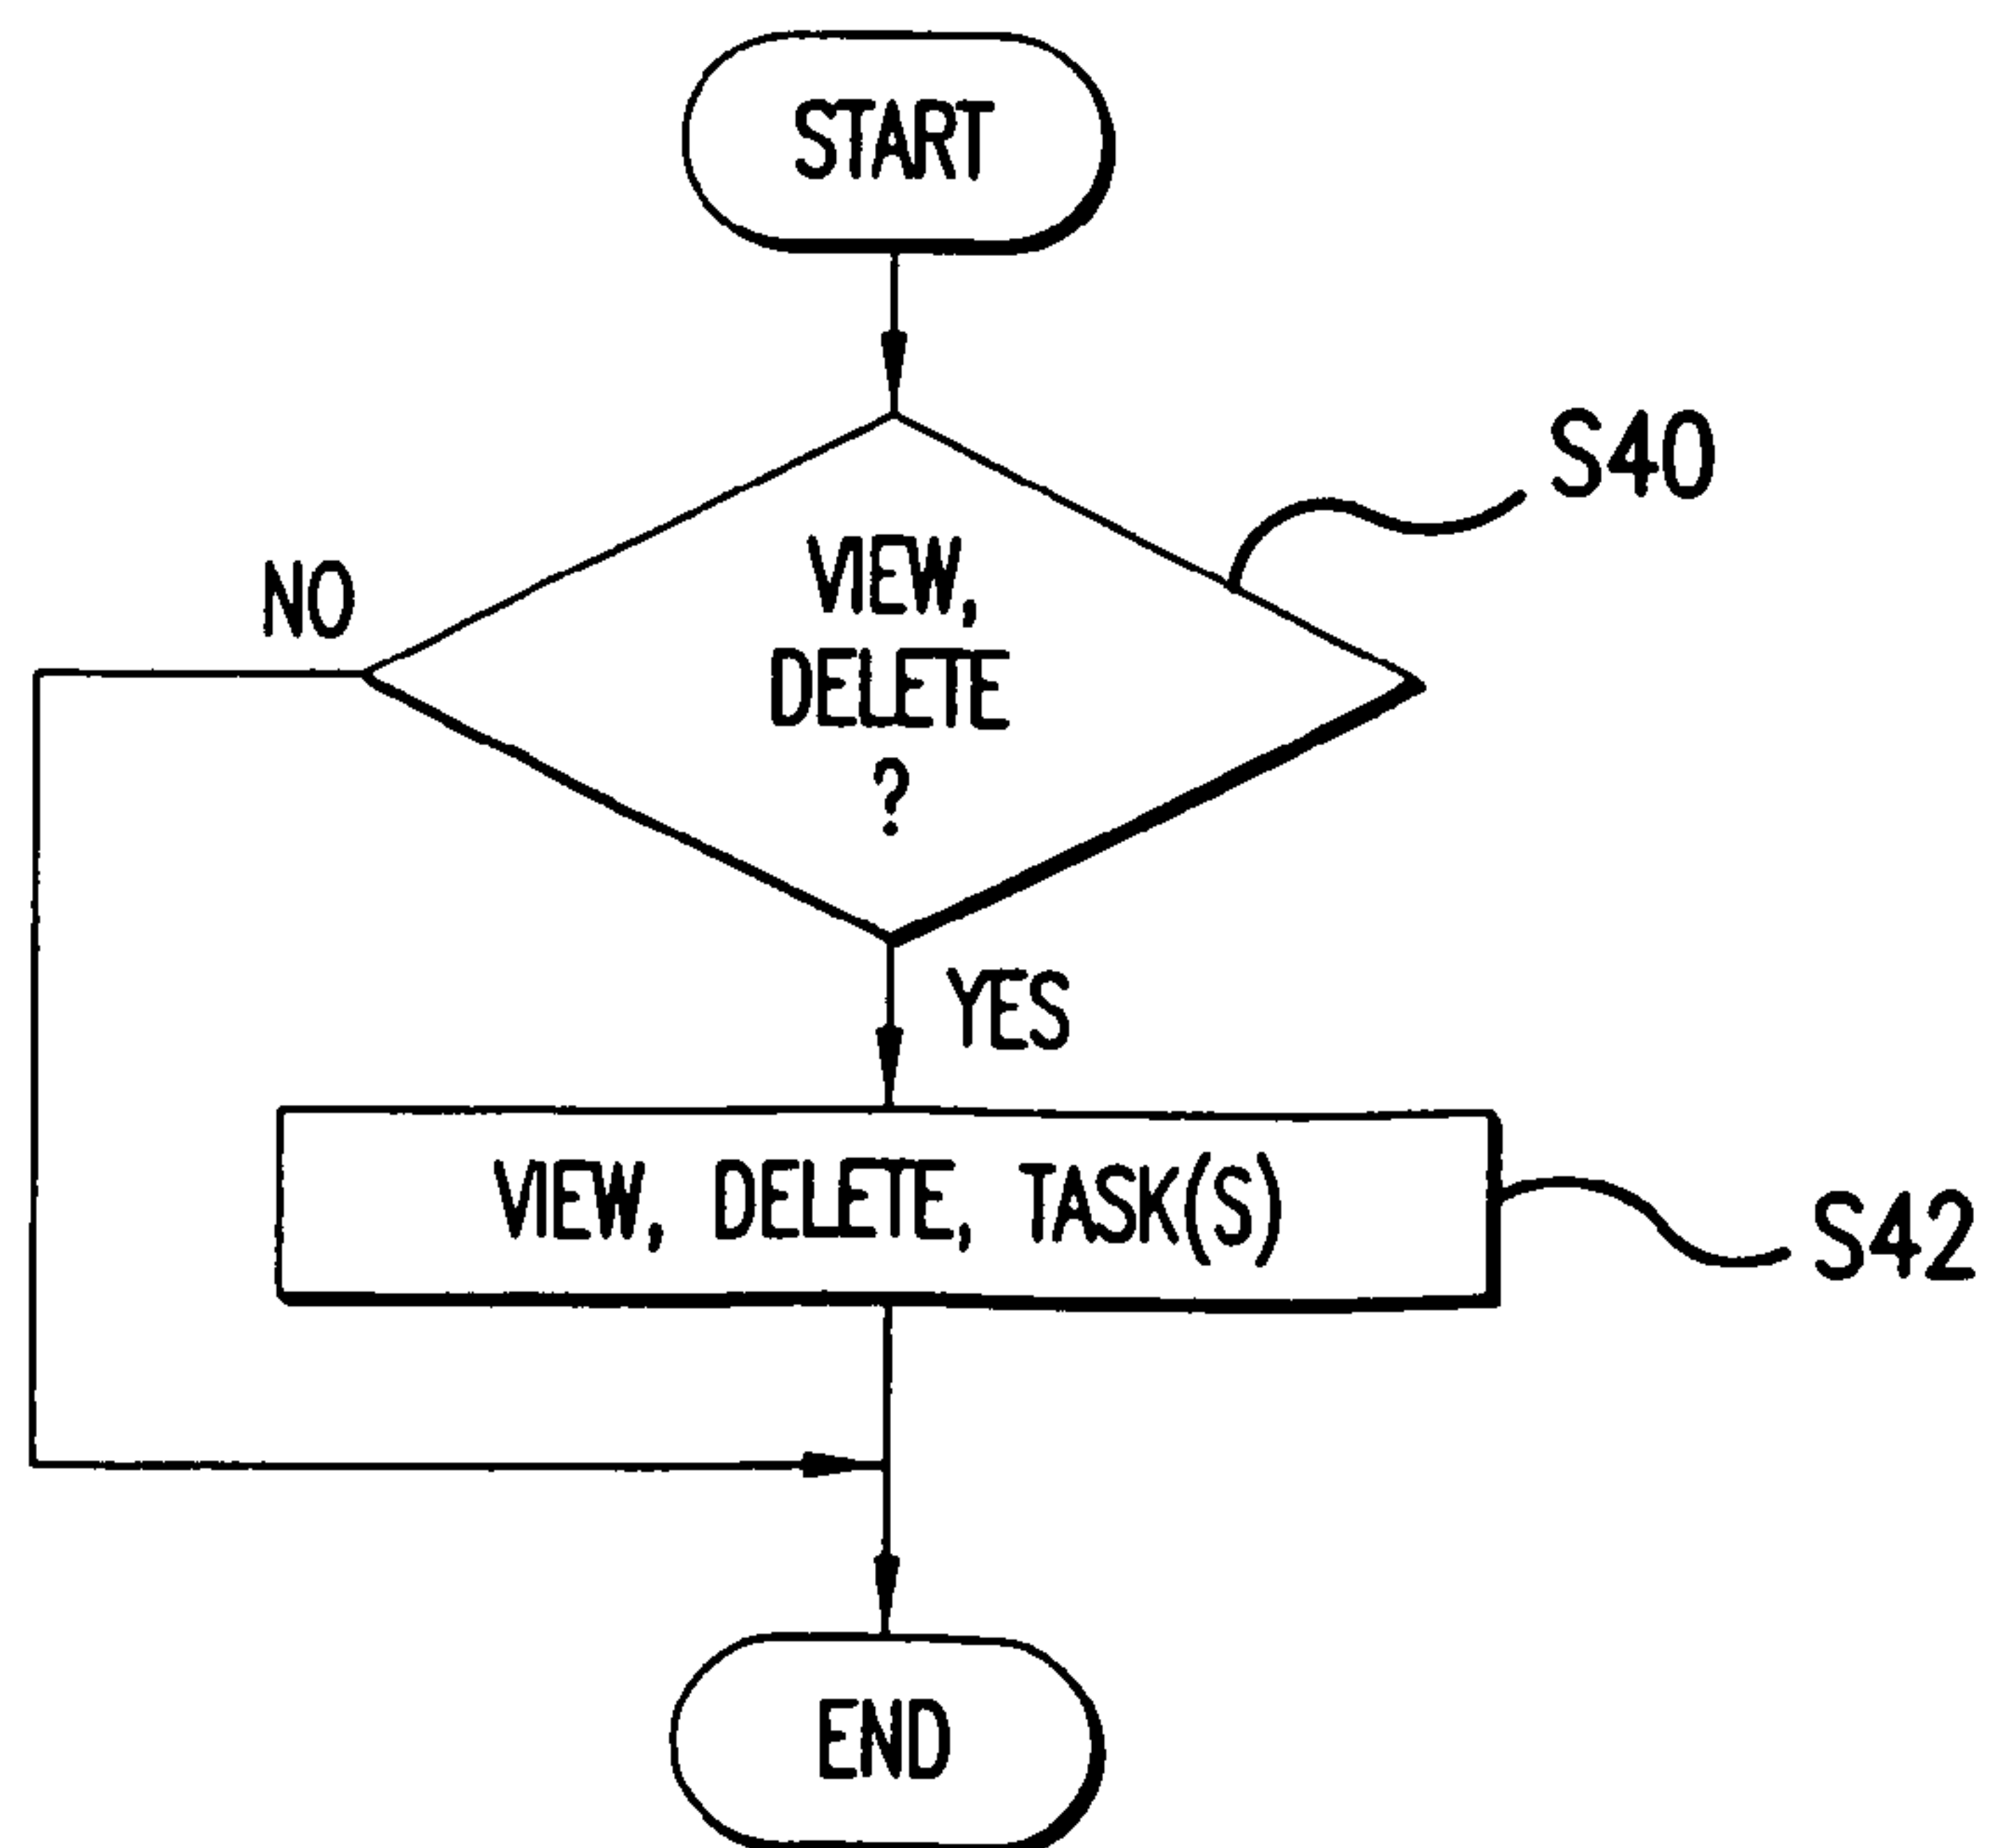 START
S40
NO
VIEW,
DELETE
?
YES
VIEW, DELETE, TASK(S)
S42
END